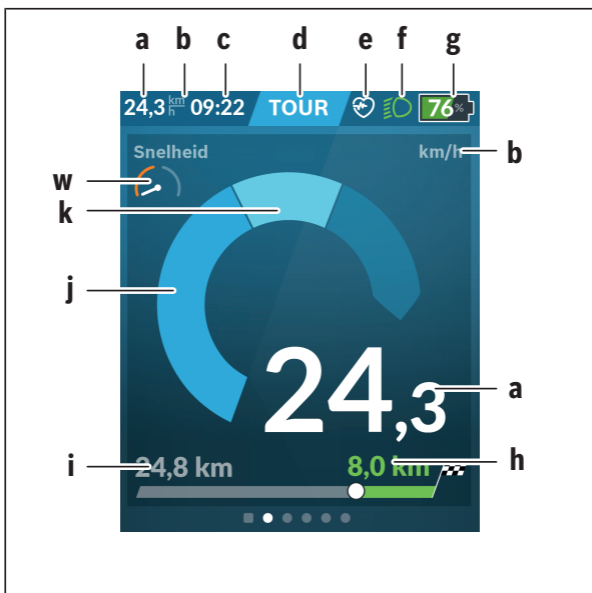 a b c d e f g
24,3 km/h 09:22 TOUR 76%
Snelheid km/h b
w
k
j
24,3 a
i 24,8 km 8,0 km h